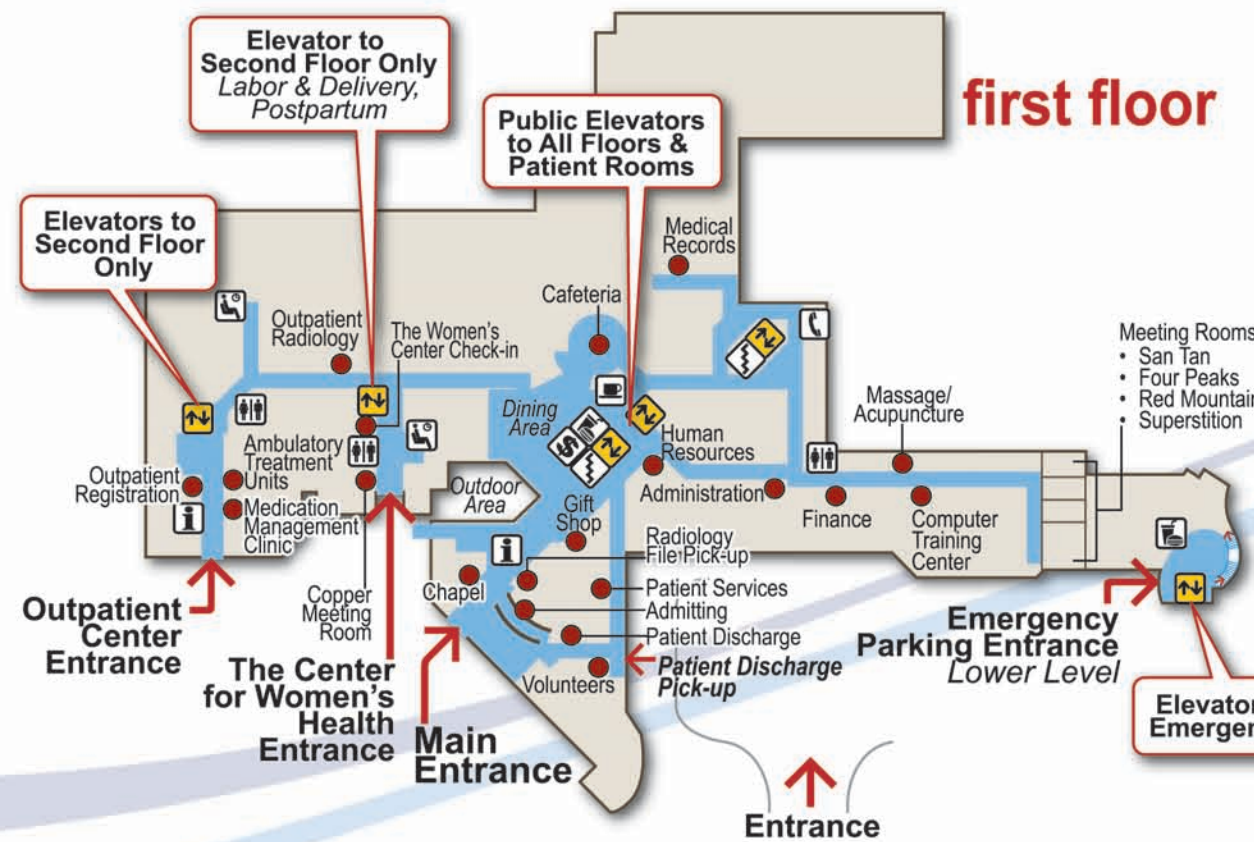 first floor
Elevator to
Second Floor Only
Labor & Delivery,
Postpartum
Public Elevators
to All Floors &
Patient Rooms
Elevators to
Second Floor
Only
Medical
Records
Cafeteria
Outpatient
Radiology
The Women's
Center Check-in
Meeting Rooms
• San Tan
• Four Peaks
• Red Mountain
• Superstition
Massage/
Acupuncture
Dining
Area
Human
Resources
Ambulatory
Treatment
Units
Outpatient
Registration
Administration
Outdoor
Area
Medication
Management
Clinic
Gift
Shop
Finance
Computer
Training
Center
Radiology
File Pick-up
Chapel
Patient Services
Admitting
Patient Discharge
Copper
Meeting
Room
Outpatient
Center
Entrance
Emergency
Parking Entrance
Lower Level
The Center
for Women's
Health
Entrance
Volunteers
Patient Discharge
Pick-up
Main
Entrance
Entrance